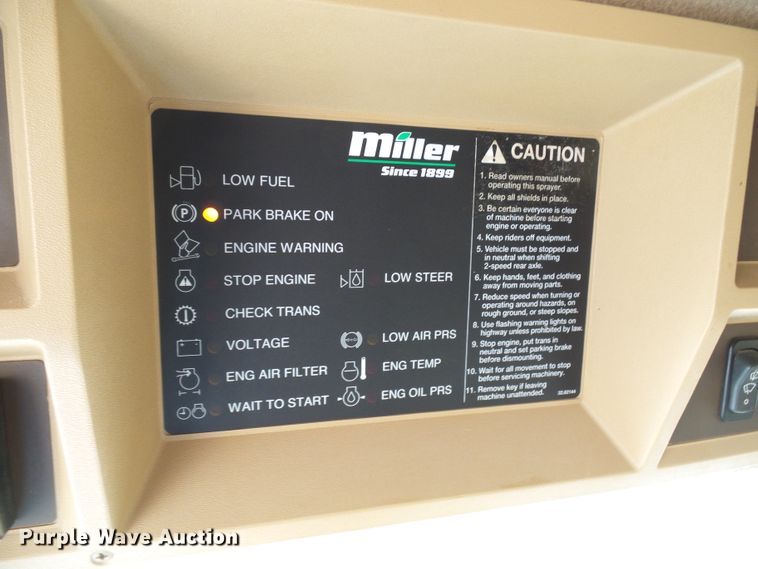 Miller
Since 1899
LOW FUEL
(P) PARK BRAKE ON
ENGINE WARNING
STOP ENGINE
LOW STEER
CHECK TRANS
VOLTAGE
LOW AIR PRS
ENG AIR FILTER
ENG TEMP
WAIT TO START
ENG OIL PRS
CAUTION
1. Read owners manual before
operating this sprayer.
2. Keep all shields in place.
3. Be certain everyone is clear
of machine before starting
engine or operating.
4. Keep riders off equipment.
5. Vehicle must be stopped and
in neutral when shifting
2-speed rear axle.
6. Keep hands, feet, and clothing
away from moving parts.
7. Reduce speed when turning or
operating around hazards, on
rough ground, or steep slopes.
8. Use flashing warning lights on
highway unless prohibited by law.
9. Stop engine, put trans in
neutral and set parking brake
before dismounting.
10. Wait for all movement to stop
before servicing machinery.
11. Remove key if leaving
machine unattended.
Purple Wave Auction